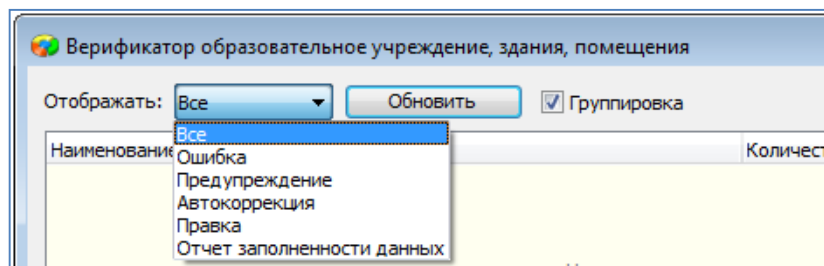 Верификатор образовательное учреждение, здания, помещения
Отображать: Все Обновить Группировка
Наименование Количест
Все
Ошибка
Предупреждение
Автокоррекция
Правка
Отчет заполненности данных